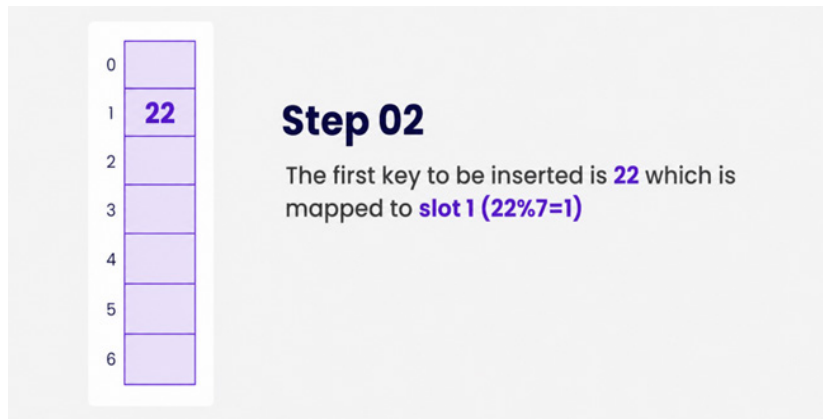 0
1 22
2
3
4
5
6
Step 02
The first key to be inserted is 22 which is
mapped to slot 1 (22%7=1)